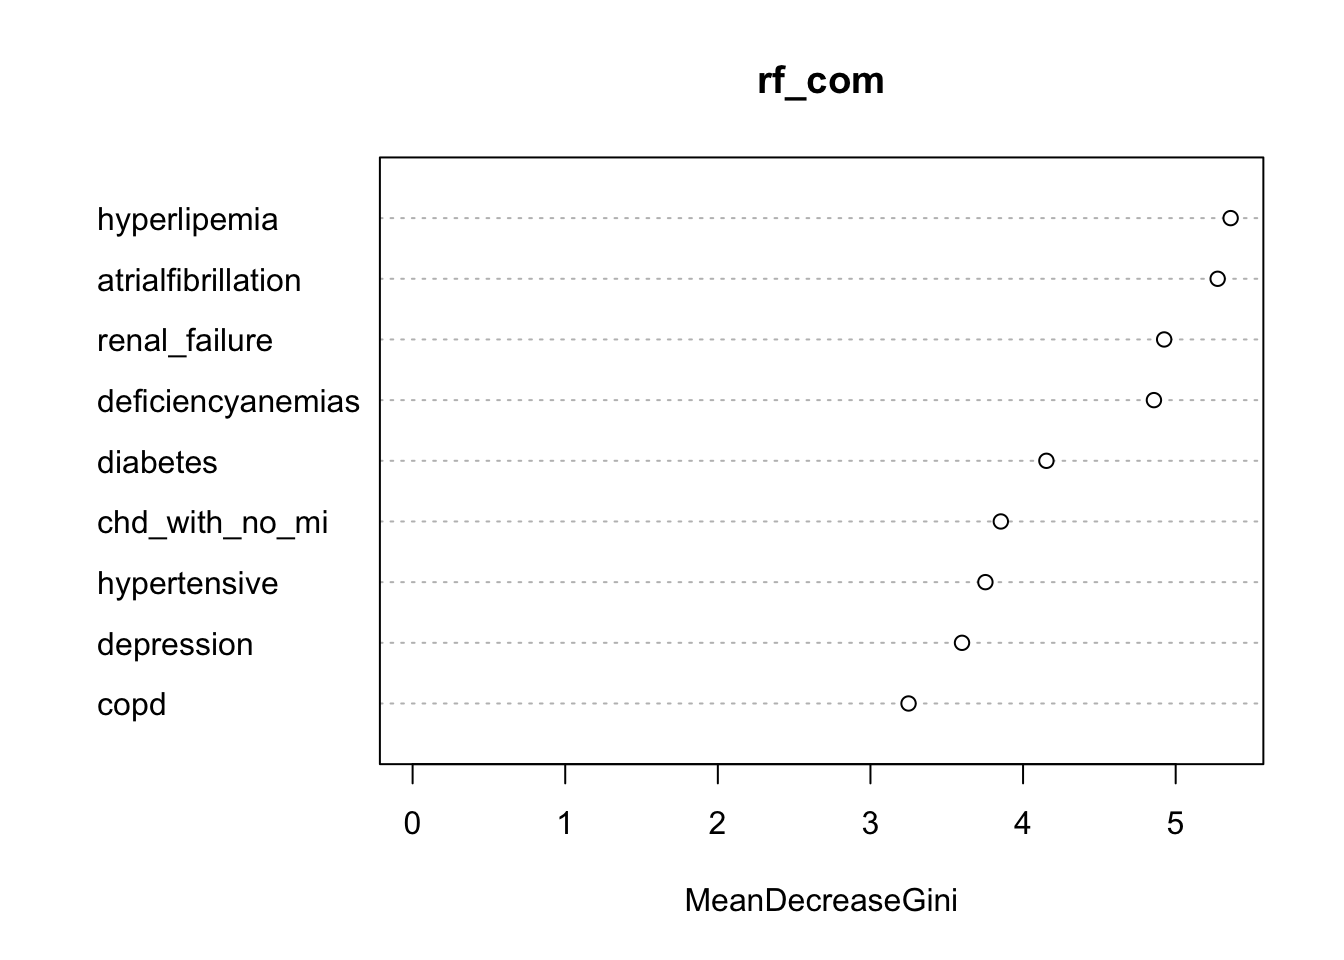 rf_com
hyperlipemia
atrialfibrillation
renal_failure
deficiencyanemias
diabetes
chd_with_no_mi
hypertensive
depression
copd
0 1 2 3 4 5
MeanDecreaseGini